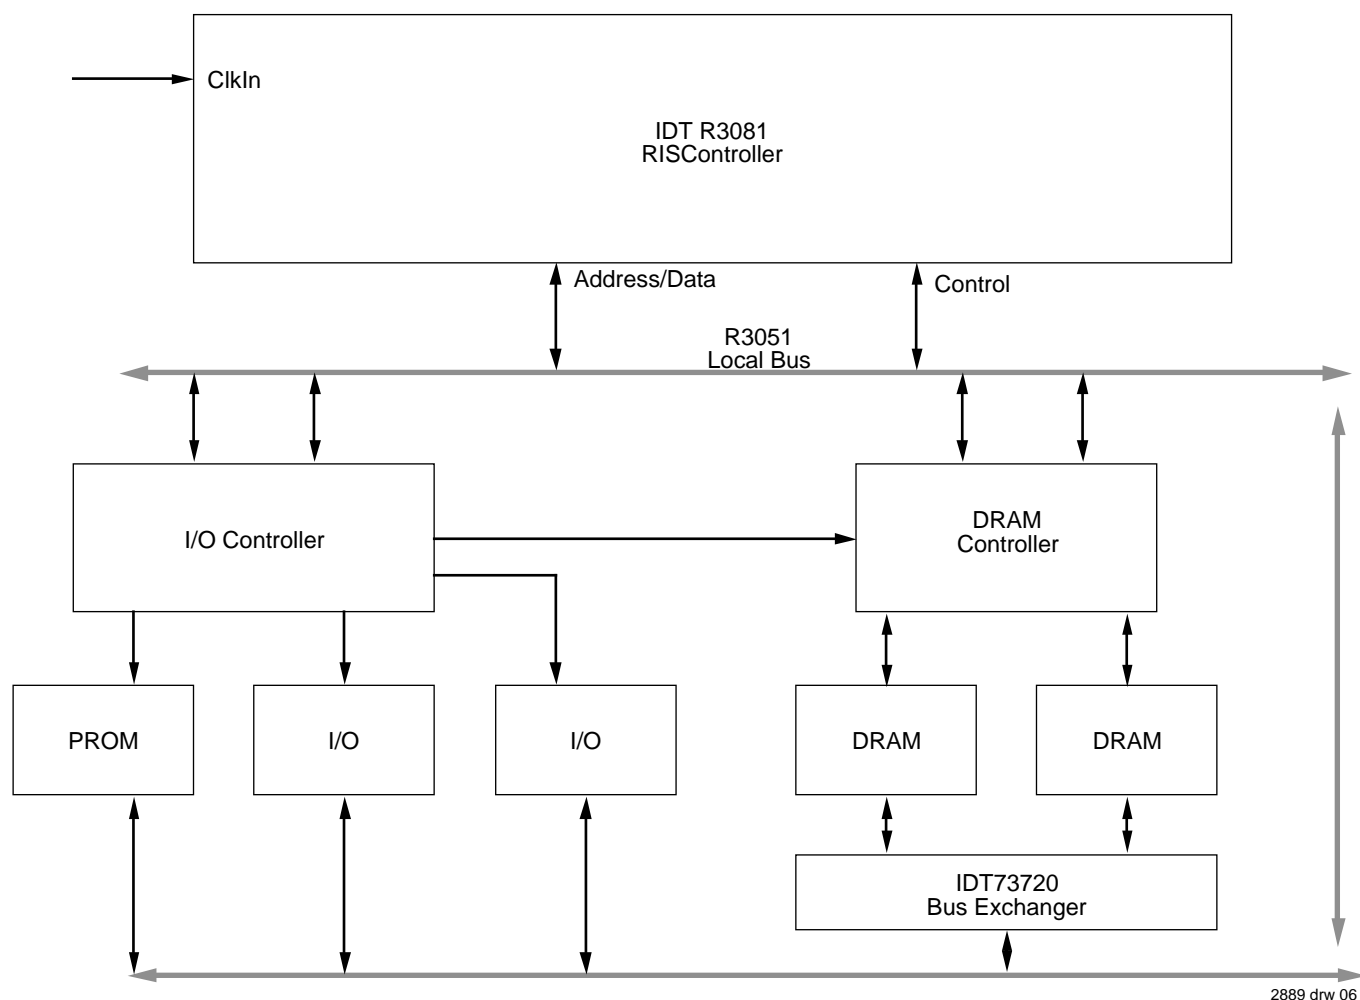 ClkIn
IDT R3081
RISController
Address/Data
Control
R3051
Local Bus
I/O Controller
DRAM
Controller
PROM
I/O
I/O
DRAM
DRAM
IDT73720
Bus Exchanger
2889 drw 06